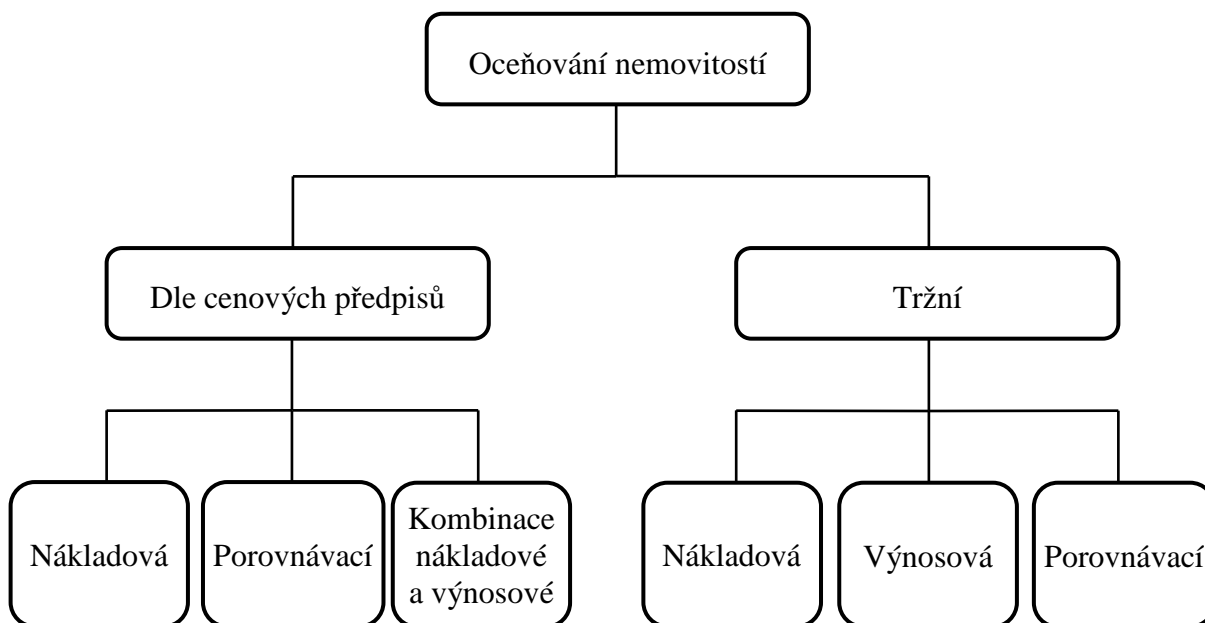 Oceňování nemovitostí
Dle cenových předpisů
Tržní
Nákladová
Porovnávací
Kombinace
nákladové
a výnosové
Nákladová
Výnosová
Porovnávací